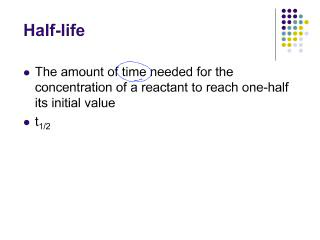 Half-life
The amount of time needed for the
concentration of a reactant to reach one-half
its initial value
t1/2